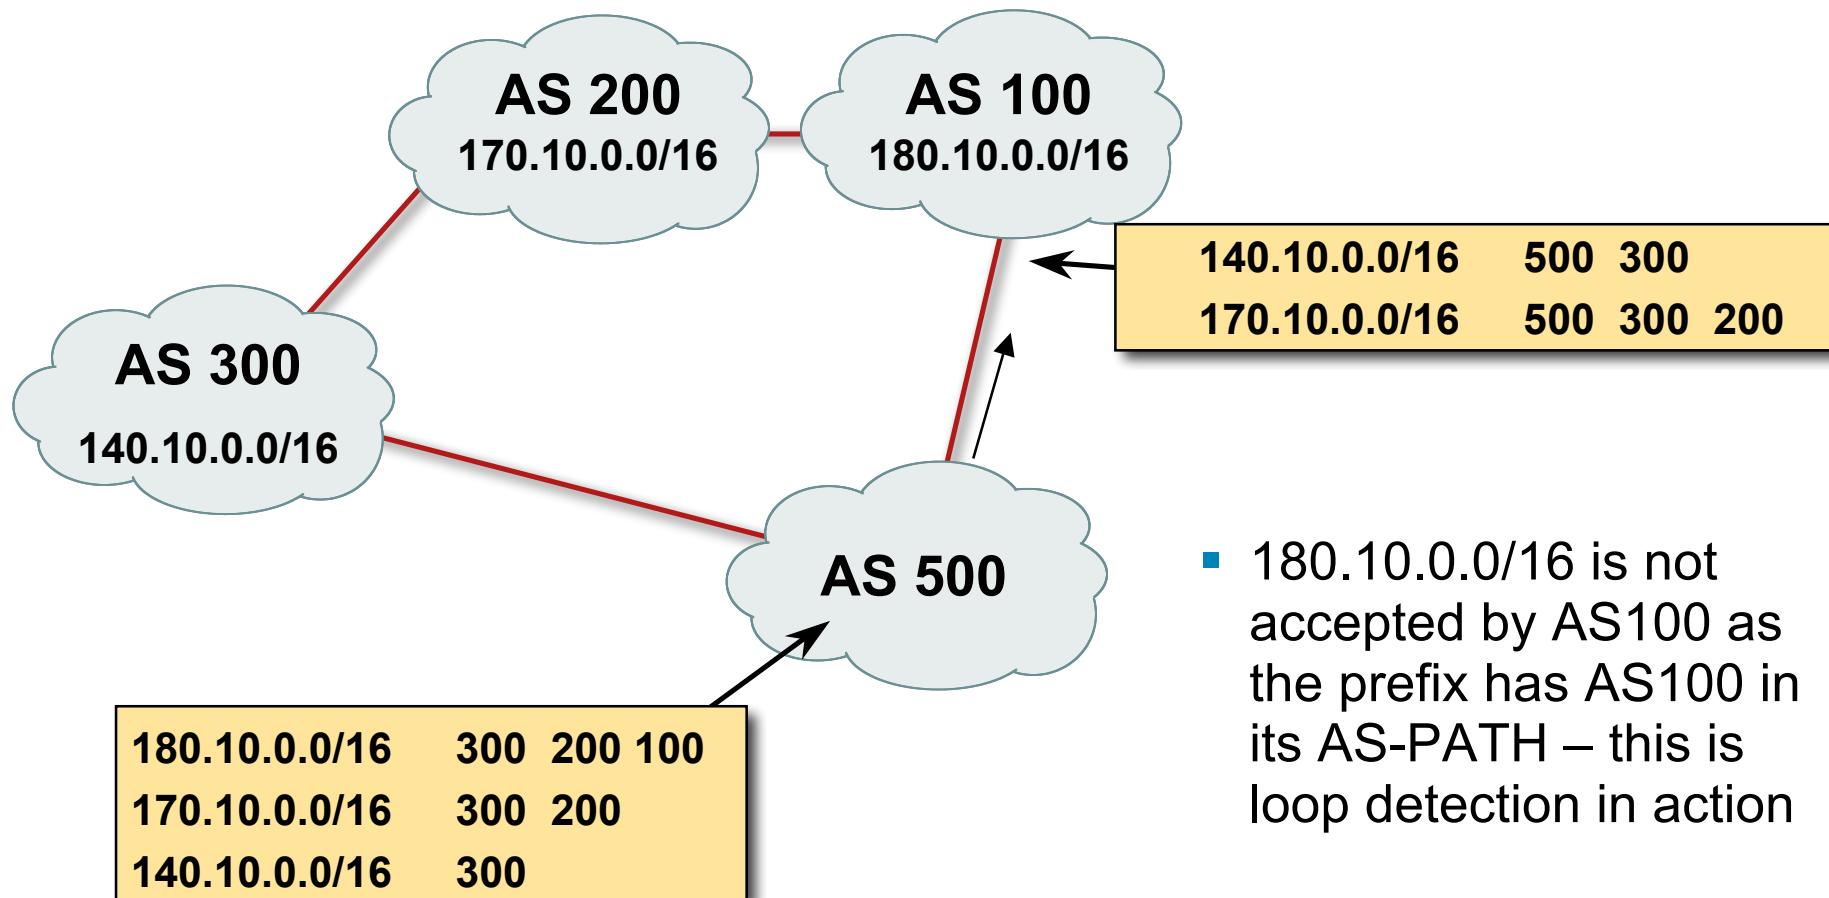 AS 200
170.10.0.0/16
AS 100
180.10.0.0/16
140.10.0.0/16 500 300
170.10.0.0/16 500 300 200
AS 300
140.10.0.0/16
AS 500
180.10.0.0/16 is not
accepted by AS100 as
the prefix has AS100 in
its AS-PATH – this is
loop detection in action
180.10.0.0/16 300 200 100
170.10.0.0/16 300 200
140.10.0.0/16 300